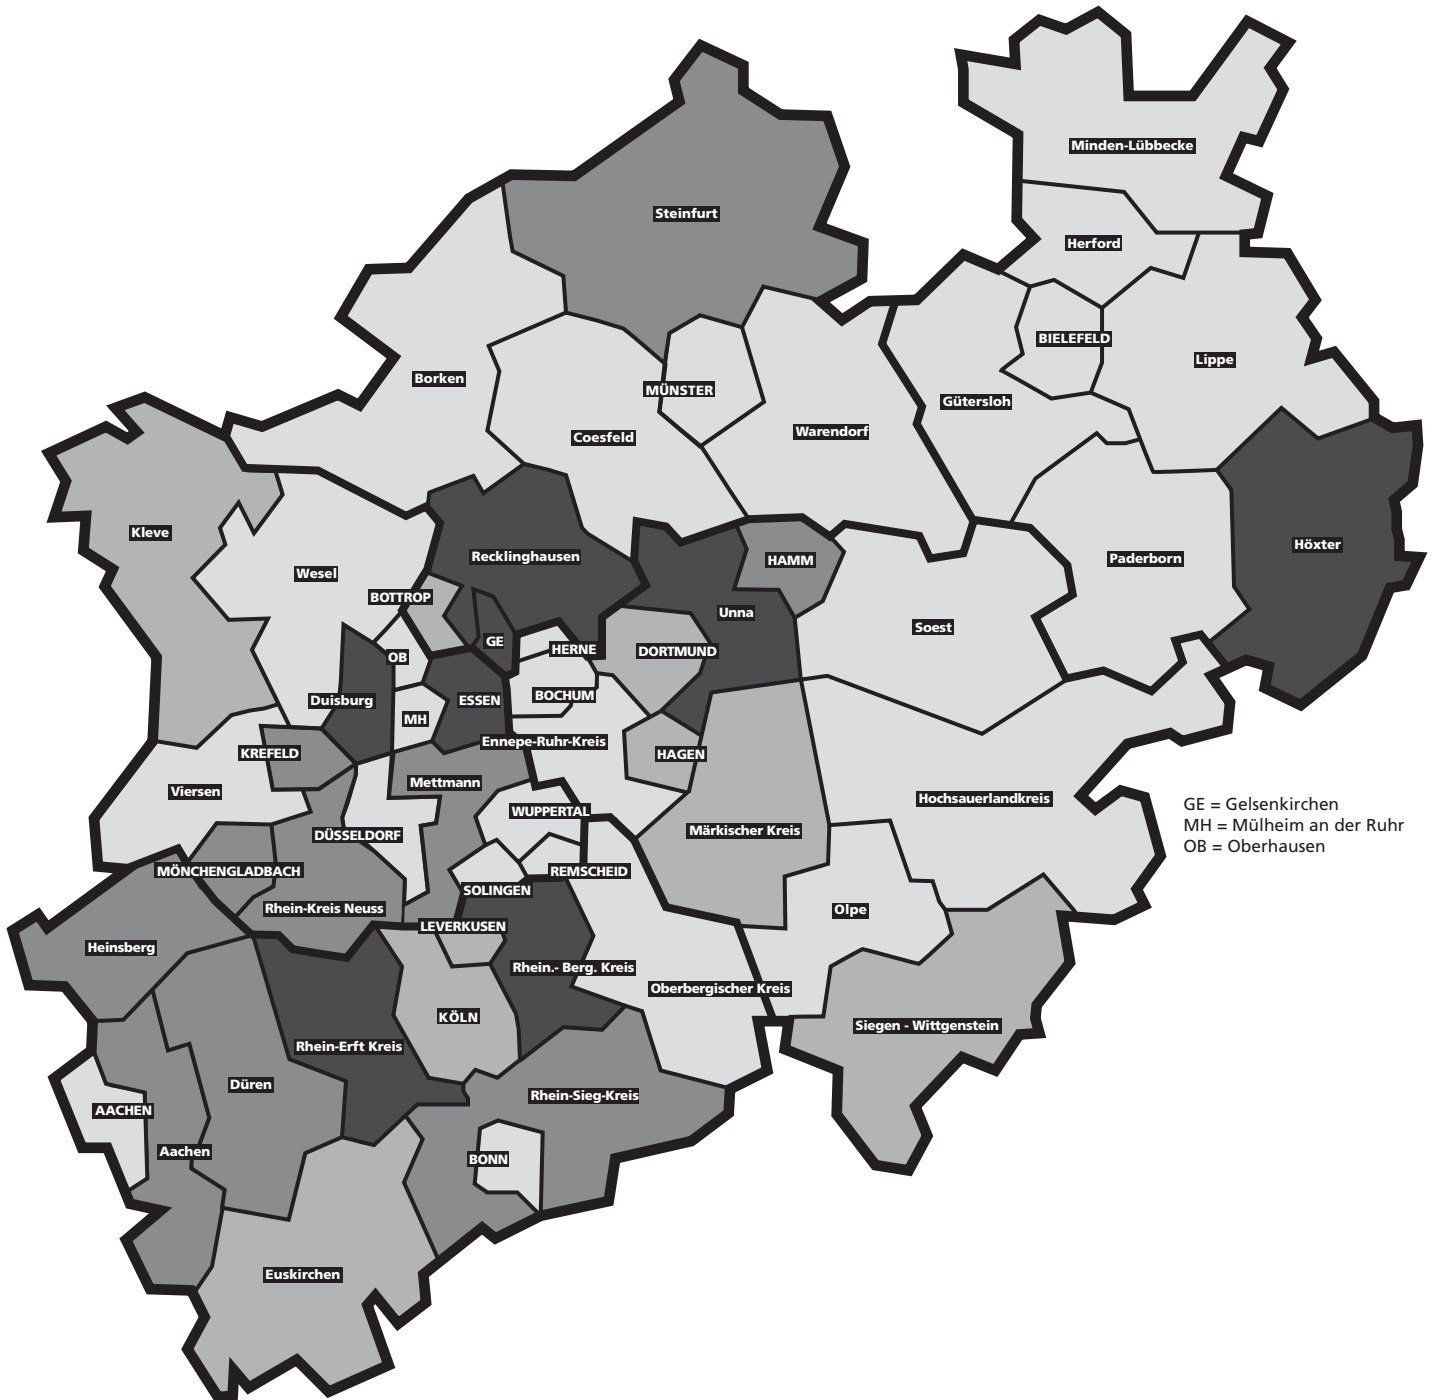 Minden-Lübbecke
Steinfurt
Herford
BIELEFELD
Lippe
Borken
MÜNSTER
Gütersloh
Coesfeld
Warendorf
Kleve
Recklinghausen
HAMM
Paderborn
Höxter
Wesel
BOTTROP
Unna
Soest
GE
HERNE
DORTMUND
OB
Duisburg
ESSEN
BOCHUM
MH
Ennepe-Ruhr-Kreis
KREFELD
HAGEN
Mettmann
Viersen
Hochsauerlandkreis
GE = Gelsenkirchen
MH = Mülheim an der Ruhr
OB = Oberhausen
WUPPERTAL
DÜSSELDORF
Märkischer Kreis
MÖNCHENGLADBACH
REMSCHEID
SOLINGEN
Rhein-Kreis Neuss
Olpe
LEVERKUSEN
Heinsberg
Rhein.- Berg. Kreis
Oberbergischer Kreis
KÖLN
Siegen - Wittgenstein
Rhein-Erft Kreis
Düren
Rhein-Sieg-Kreis
AACHEN
Aachen
BONN
Euskirchen